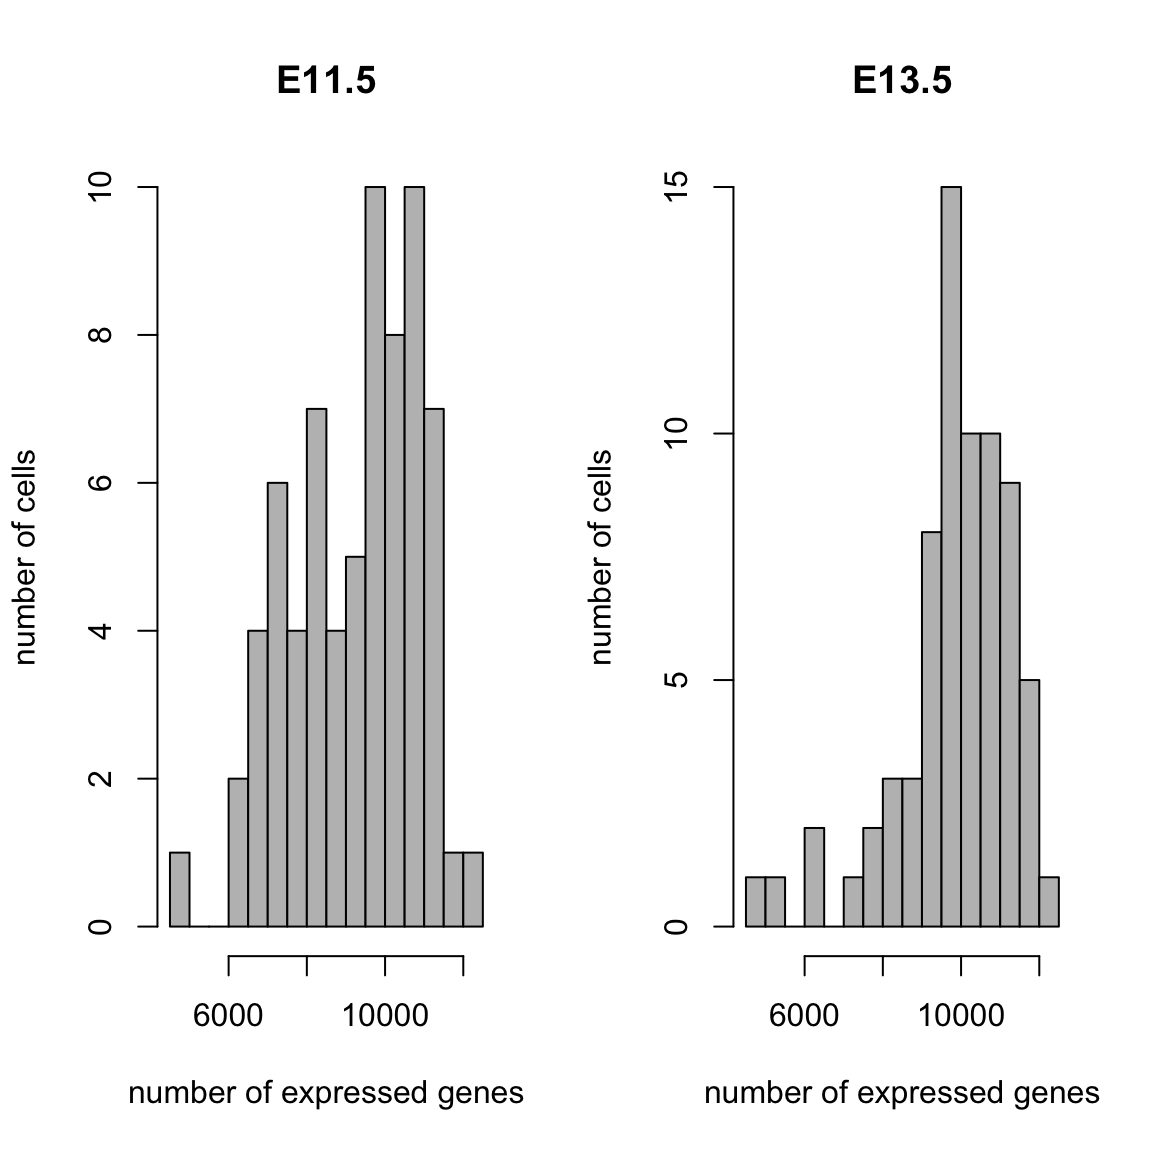 E11.5
number of cells
10
8
6
4
2
0
6000 10000
number of expressed genes
E13.5
number of cells
15
10
5
0
6000 10000
number of expressed genes